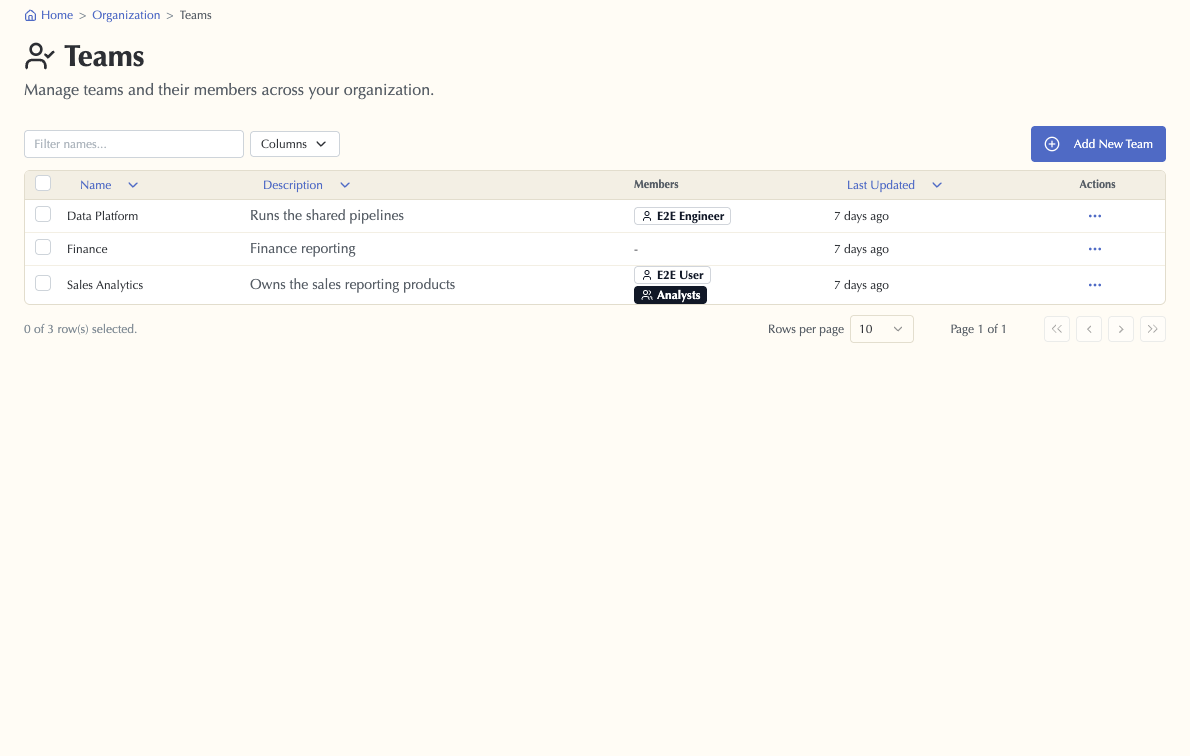 Home > Organization > Teams
Teams
Manage teams and their members across your organization.
Filter names... Columns Add New Team
Name Description Members Last Updated Actions
Data Platform Runs the shared pipelines E2E Engineer 7 days ago
Finance Finance reporting - 7 days ago
Sales Analytics Owns the sales reporting products E2E User 7 days ago
Analysts
0 of 3 row(s) selected. Rows per page 10 Page 1 of 1